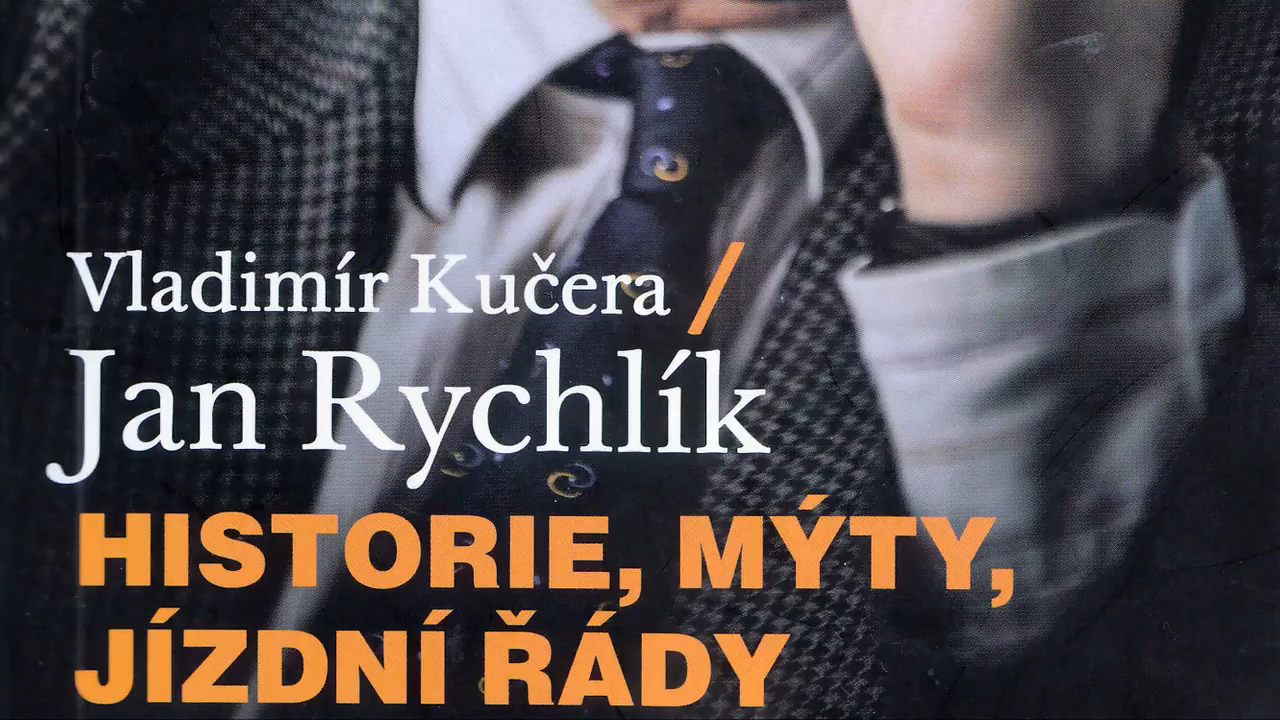 Vladimír Kučera /
Jan Rychlík
HISTORIE, MÝTY,
JÍZDNÍ ŘÁDY